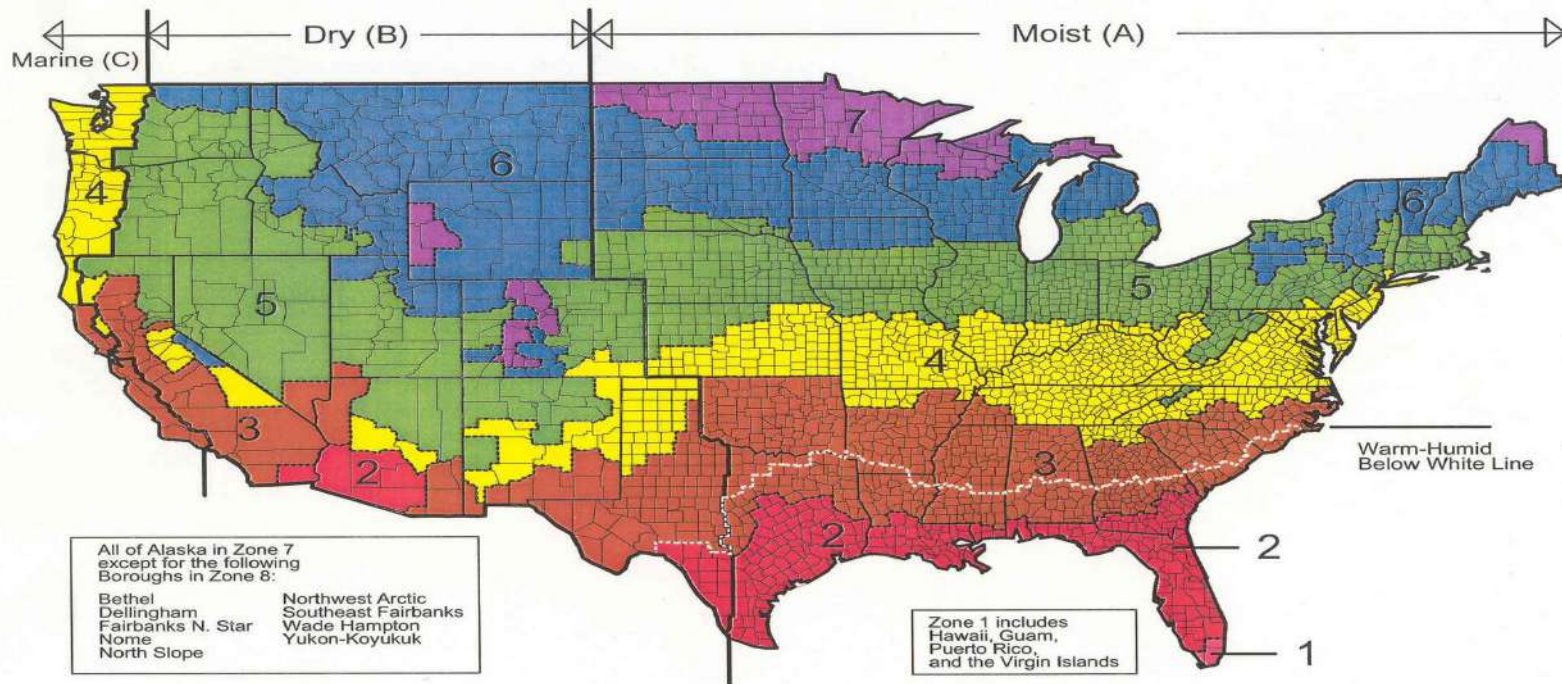 Marine (C)
Dry (B)
Moist (A)
7
6
6
4
5
5
4
3
3
2
2
Warm-Humid
Below White Line
2
1
All of Alaska in Zone 7
except for the following
Boroughs in Zone 8:
Bethel
Dellingham
Fairbanks N. Star
Nome
North Slope
Northwest Arctic
Southeast Fairbanks
Wade Hampton
Yukon-Koyukuk
Zone 1 includes
Hawaii, Guam,
Puerto Rico,
and the Virgin Islands